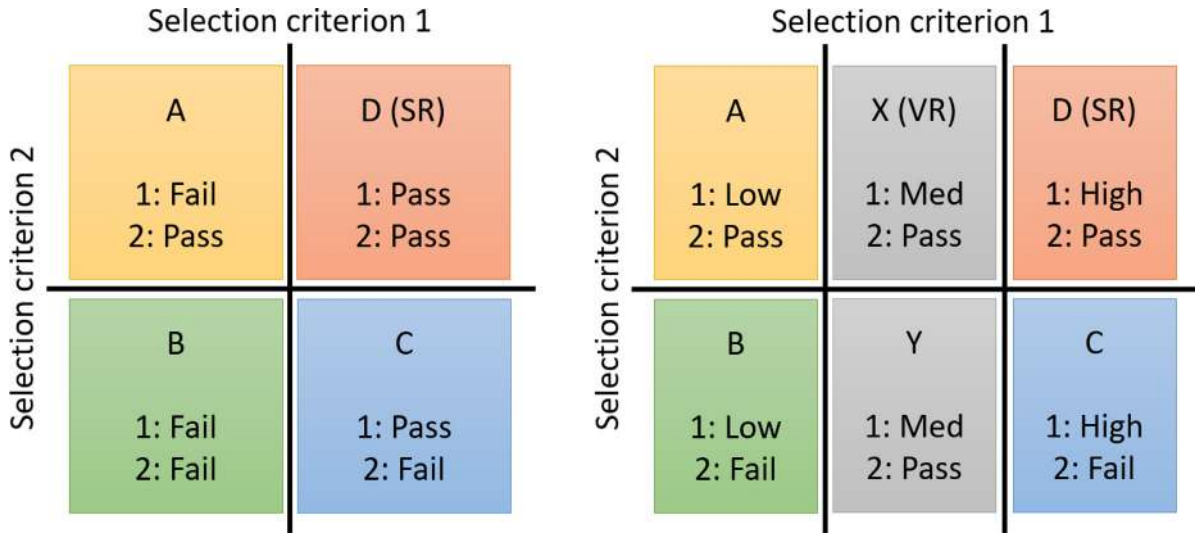 Selection criterion 1
Selection criterion 2
A
1: Fail
2: Pass
D (SR)
1: Pass
2: Pass
B
1: Fail
2: Fail
C
1: Pass
2: Fail
Selection criterion 1
Selection criterion 2
A
1: Low
2: Pass
X (VR)
1: Med
2: Pass
D (SR)
1: High
2: Pass
B
1: Low
2: Fail
Y
1: Med
2: Pass
C
1: High
2: Fail